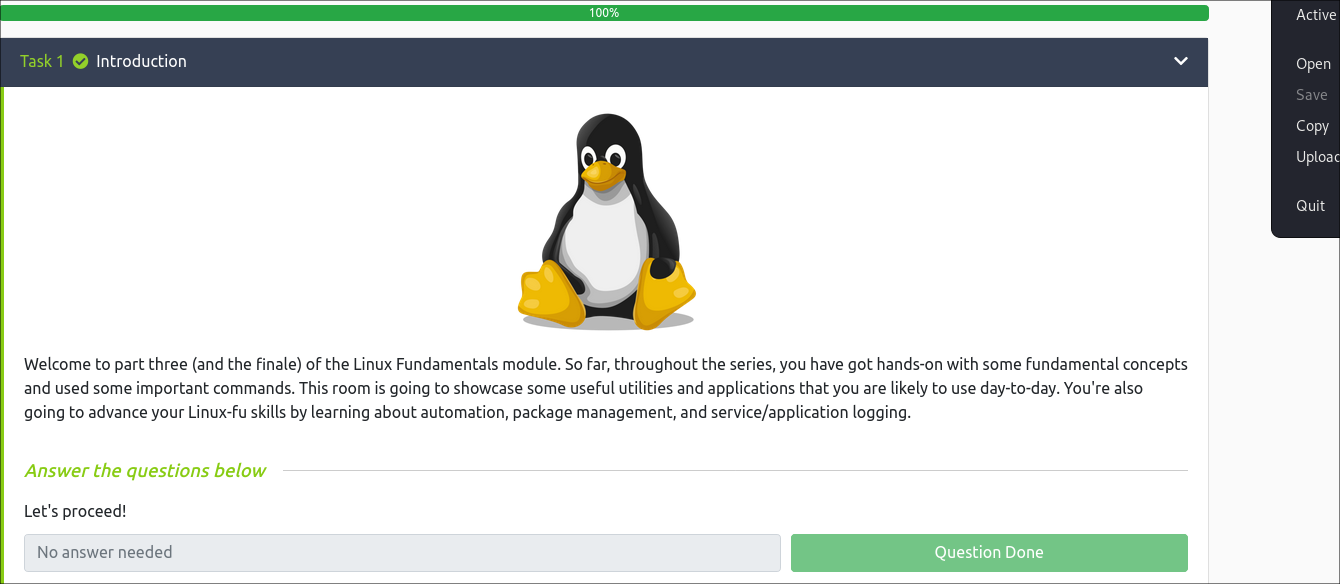 100%
Active
Task 1 Introduction
Open
Save
Copy
Quit
Welcome to part three (and the finale) of the Linux Fundamentals module. So far, throughout the series, you have got hands-on with some fundamental concepts
and used some important commands. This room is going to showcase some useful utilities and applications that you are likely to use day-to-day. You're also
going to advance your Linux-fu skills by learning about automation, package management, and service/application logging.
Answer the questions below
Let's proceed!
No answer needed
Question Done